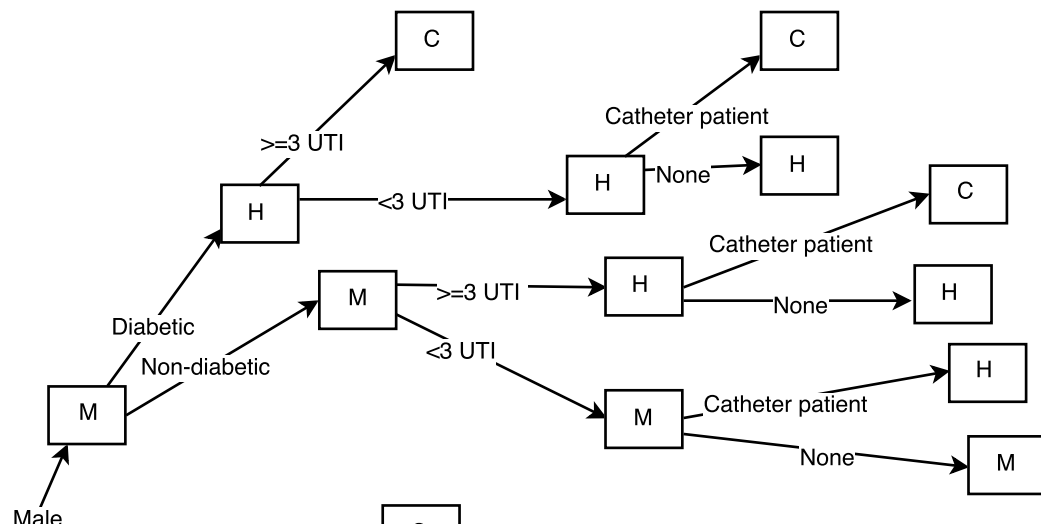 C
C
Catheter patient
>=3 UTI
H
None
H
<3 UTI
H
C
Catheter patient
M
>=3 UTI
H
None
H
Diabetic
Non-diabetic
<3 UTI
H
M
Catheter patient
M
None
M
Male